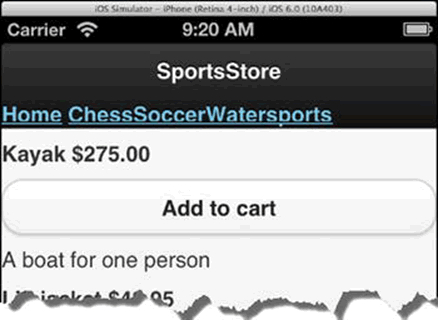 iOS Simulator – iPhone (Retina 4-inch) / iOS 6.0 (10A403)
Carrier 9:20 AM
SportsStore
Home ChessSoccerWatersports
Kayak $275.00
Add to cart
A boat for one person